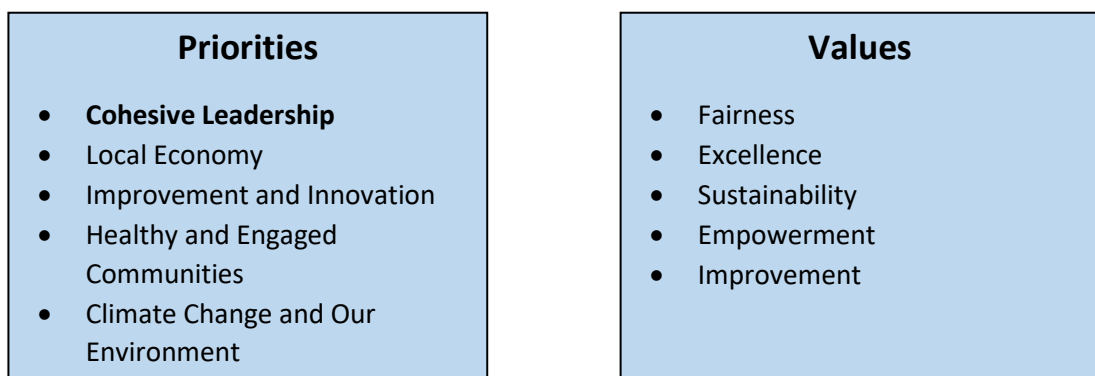 Priorities
• Cohesive Leadership
• Local Economy
• Improvement and Innovation
• Healthy and Engaged
Communities
• Climate Change and Our
Environment
Values
• Fairness
• Excellence
• Sustainability
• Empowerment
• Improvement